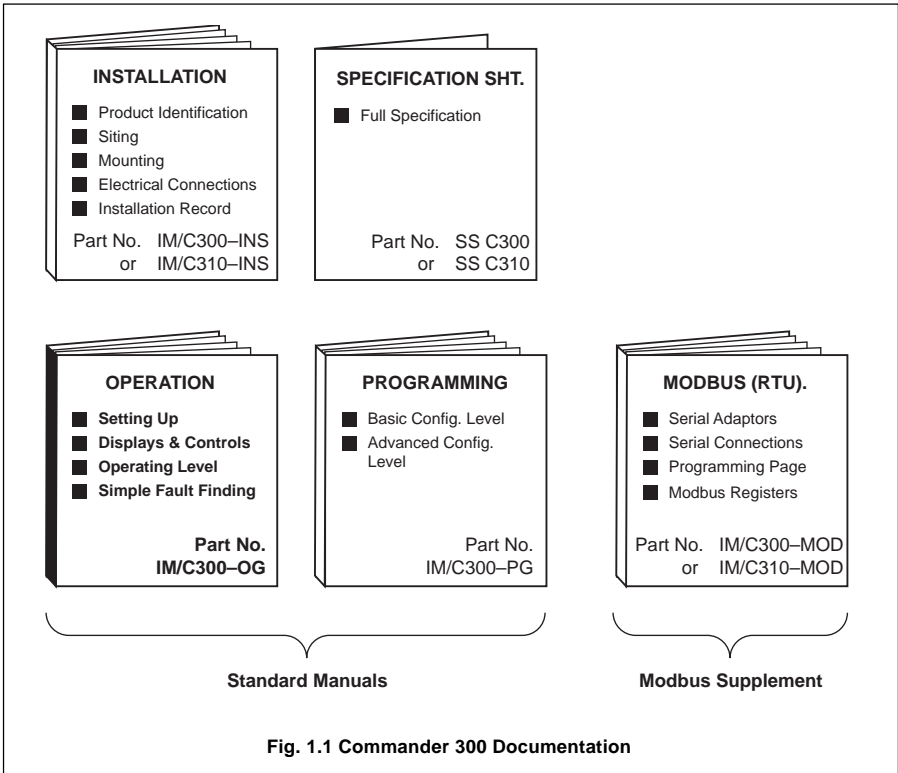 INSTALLATION
Product Identification
Siting
Mounting
Electrical Connections
Installation Record
Part No. IM/C300–INS
or IM/C310–INS
SPECIFICATION SHT.
Full Specification
Part No. SS C300
or SS C310
OPERATION
Setting Up
Displays & Controls
Operating Level
Simple Fault Finding
Part No.
IM/C300–OG
PROGRAMMING
Basic Config. Level
Advanced Config.
Level
Part No.
IM/C300–PG
MODBUS (RTU).
Serial Adaptors
Serial Connections
Programming Page
Modbus Registers
Part No. IM/C300–MOD
or IM/C310–MOD
Standard Manuals
Modbus Supplement
Fig. 1.1 Commander 300 Documentation